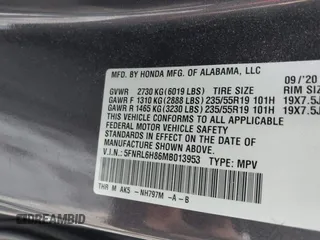 MFD. BY HONDA MFG. OF ALABAMA, LLC 09/'20
GVWR 2730 KG (6019 LBS) TIRE SIZE RIM SIZ
GAWR F 1310 KG (2888 LBS) 235/55R19 101H 19X7.5J
GAWR R 1465 KG (3230 LBS) 235/55R19 101H 19X7.5J
THIS VEHICLE CONFORMS TO ALL APPLICABLE
FEDERAL MOTOR VEHICLE SAFETY STANDARDS
IN EFFECT ON THE DATE OF MANUFACTURE
SHOWN ABOVE.
V.I.N.: 5FNRL6H86MB013953 TYPE: MPV
THR M AK5 - NH797M -A-B
DREAMBID